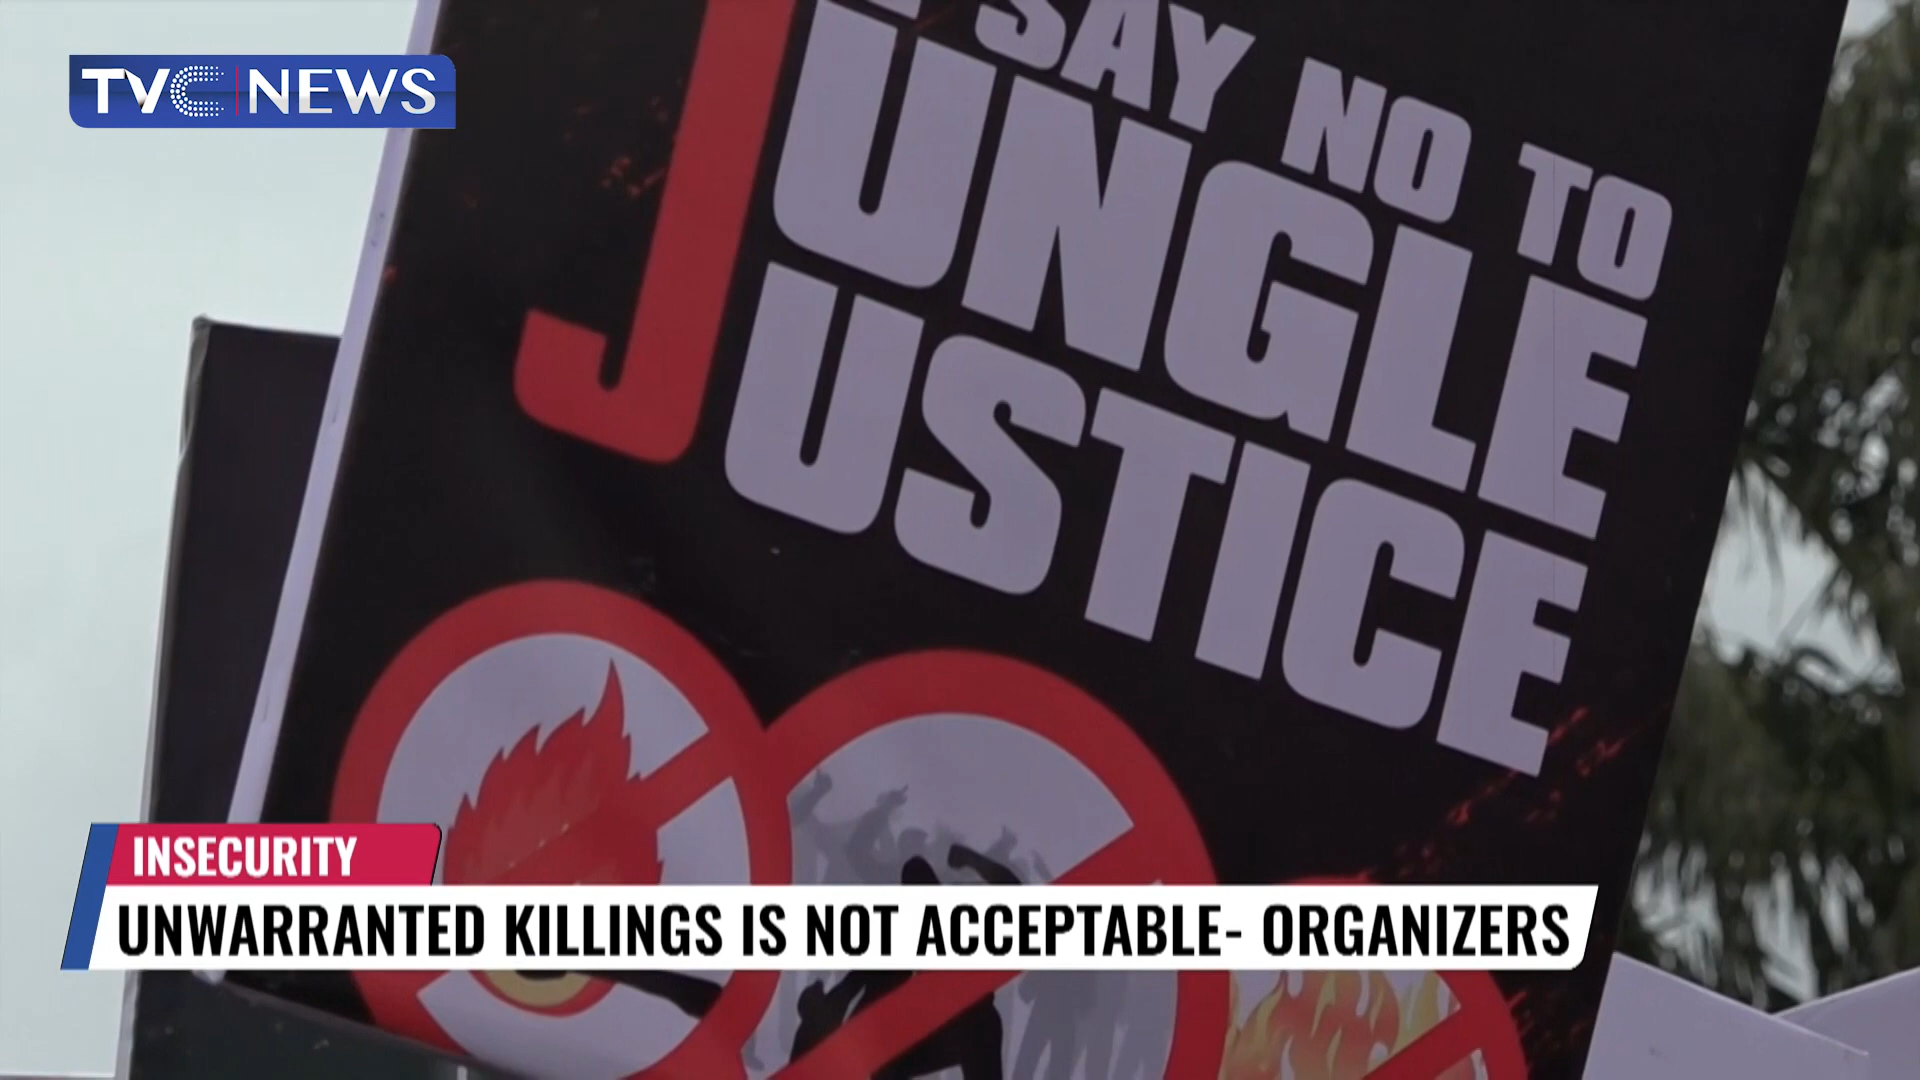 TVC NEWS
SAY NO TO
JUNGLE
JUSTICE
INSECURITY
UNWARRANTED KILLINGS IS NOT ACCEPTABLE- ORGANIZERS